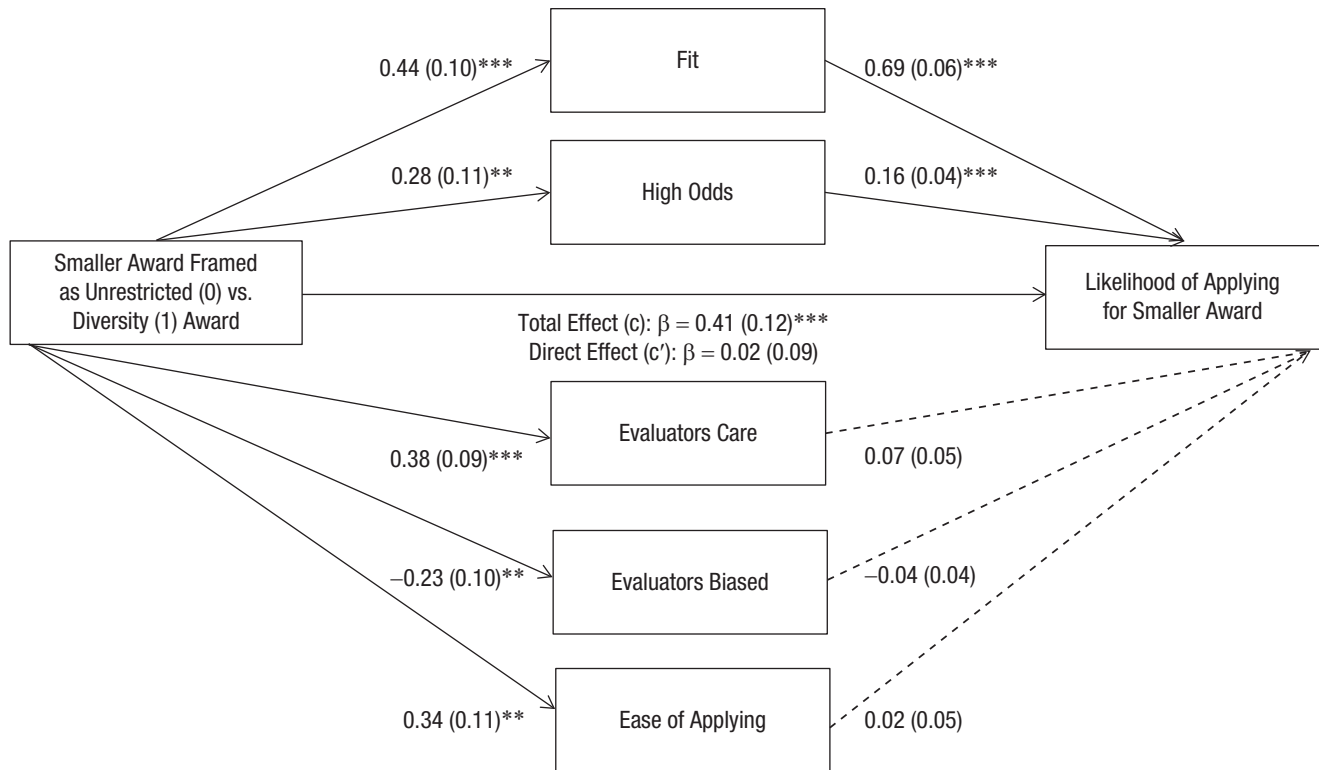 Fit
0.44 (0.10)***
0.69 (0.06)***
High Odds
0.28 (0.11)**
0.16 (0.04)***
Smaller Award Framed
as Unrestricted (0) vs.
Diversity (1) Award
Likelihood of Applying
for Smaller Award
Total Effect (c): β = 0.41 (0.12)***
Direct Effect (c′): β = 0.02 (0.09)
Evaluators Care
0.38 (0.09)***
0.07 (0.05)
Evaluators Biased
–0.23 (0.10)**
–0.04 (0.04)
Ease of Applying
0.34 (0.11)**
0.02 (0.05)